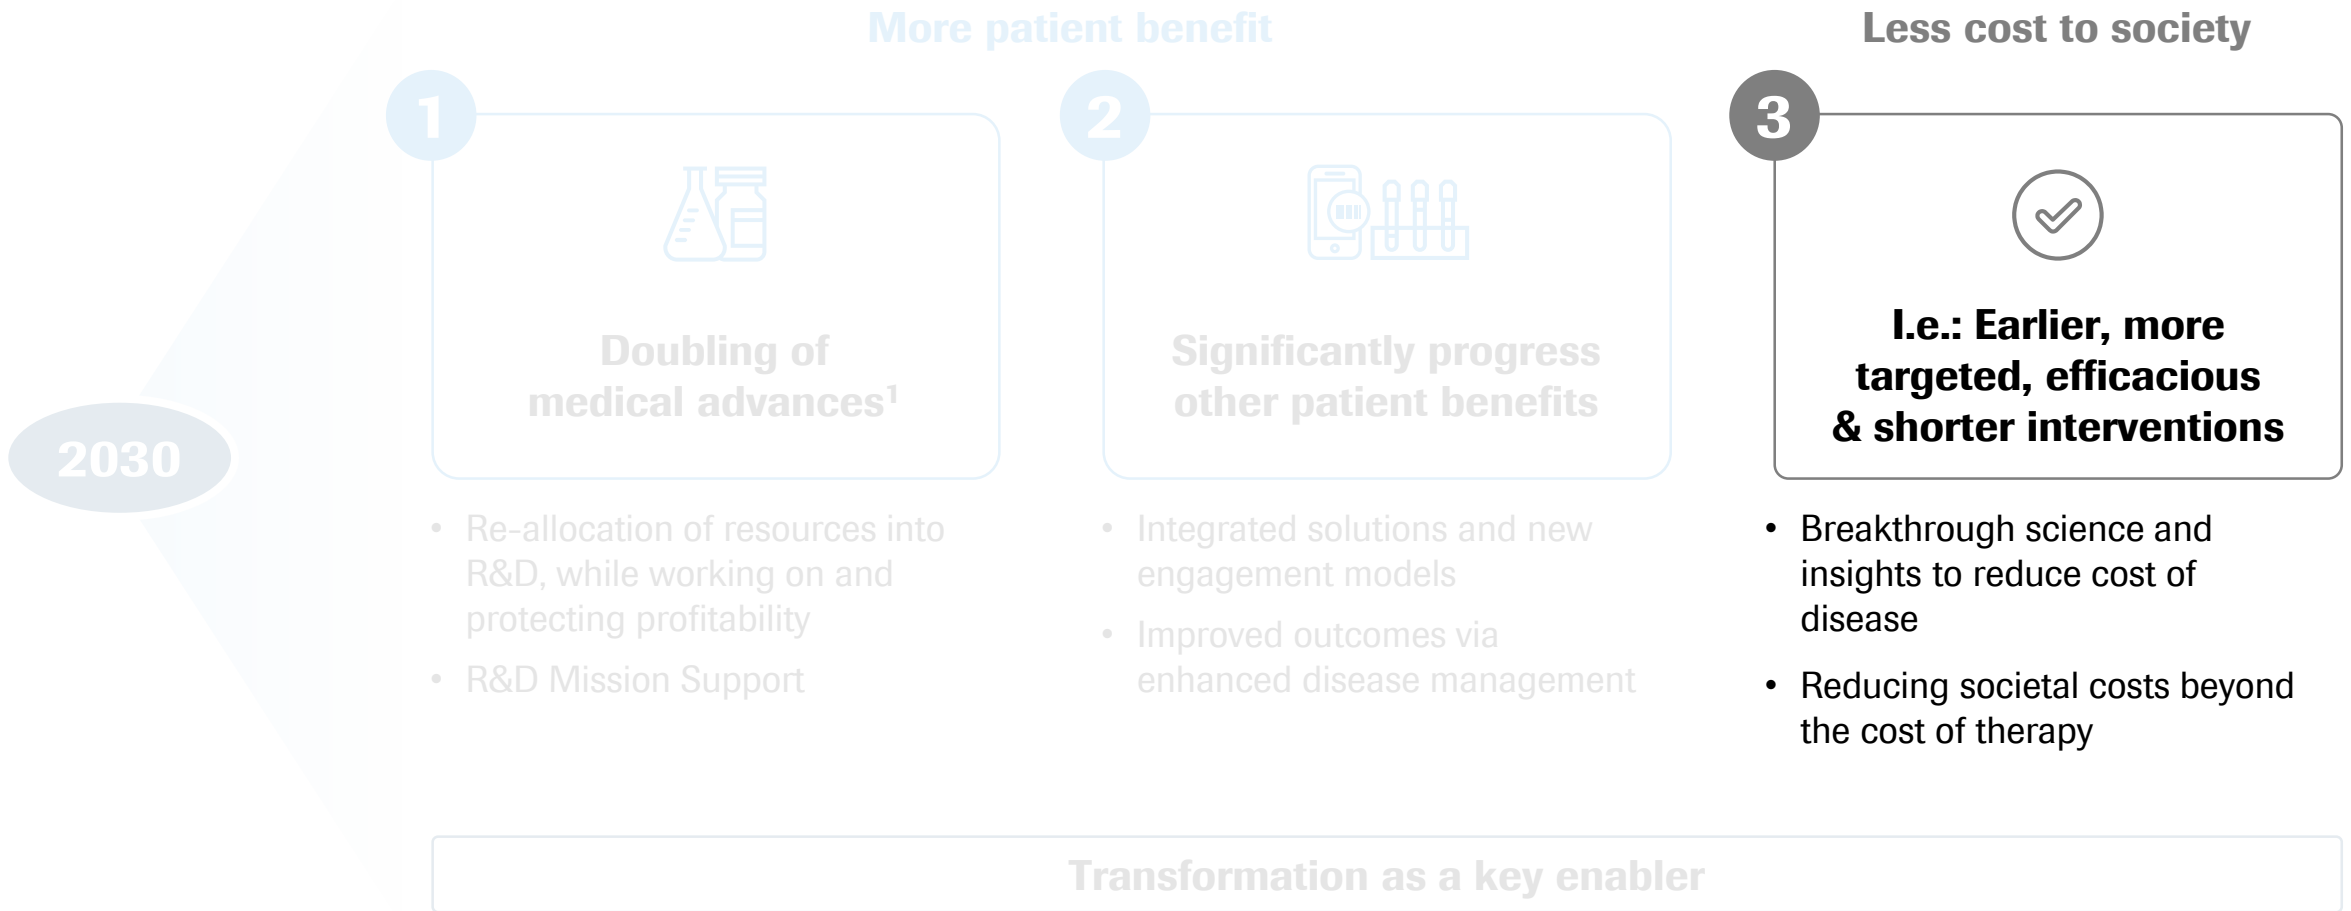 More patient benefit
Less cost to society
2030
1
Doubling of
medical advances¹
• Re-allocation of resources into
R&D, while working on and
protecting profitability
• R&D Mission Support
2
Significantly progress
other patient benefits
• Integrated solutions and new
engagement models
• Improved outcomes via
enhanced disease management
3
I.e.: Earlier, more
targeted, efficacious
& shorter interventions
• Breakthrough science and
insights to reduce cost of
disease
• Reducing societal costs beyond
the cost of therapy
Transformation as a key enabler